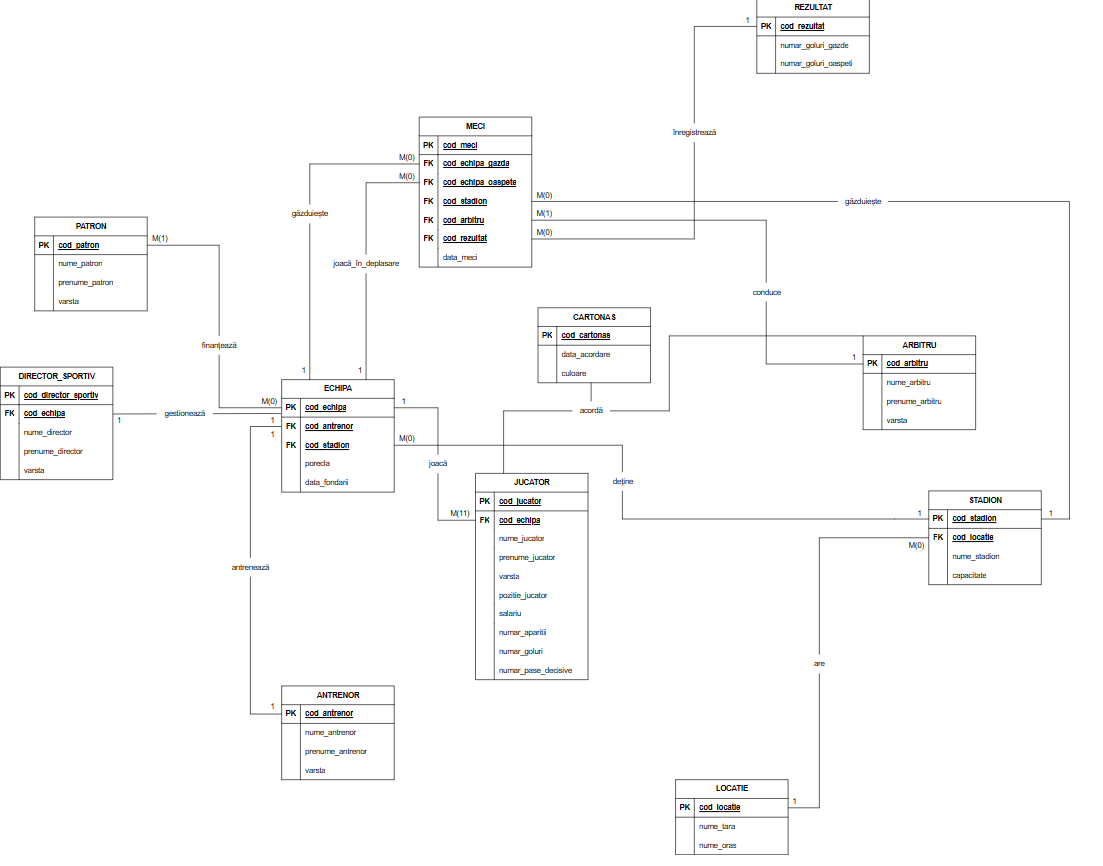 REZULTAT
1
PK cod_rezultat
numar_goluri_gazde
numar_goluri_oaspeti
înregistrează
MECI
PK cod_meci
M(0)
FK cod_echipa_gazda
M(0)
FK cod_echipa_oaspete
FK cod_stadion
M(0)
găzduiește
FK cod_arbitru
M(1)
FK cod_rezultat
M(0)
data_meci
găzduiește
joacă_în_deplasare
PATRON
PK cod_patron
M(1)
nume_patron
prenume_patron
varsta
finanțează
conduce
CARTONAS
PK cod_cartonas
data_acordare
culoare
acordă
ARBITRU
1
PK cod_arbitru
nume_arbitru
prenume_arbitru
varsta
DIRECTOR_SPORTIV
PK cod_director_sportiv
FK cod_echipa
1
nume_director
prenume_director
varsta
gestionează
1
1
ECHIPA
M(0)
PK cod_echipa
1
1
FK cod_antrenor
1
FK cod_stadion
M(0)
porecla
data_fondarii
joacă
M(11)
deține
JUCATOR
PK cod_jucator
FK cod_echipa
nume_jucator
prenume_jucator
varsta
pozitie_jucator
salariu
numar_aparitii
numar_goluri
numar_pase_decisive
STADION
1
PK cod_stadion
1
FK cod_locatie
M(0)
nume_stadion
capacitate
antrenează
are
ANTRENOR
1
PK cod_antrenor
nume_antrenor
prenume_antrenor
varsta
LOCATIE
PK cod_locatie
1
nume_tara
nume_oras